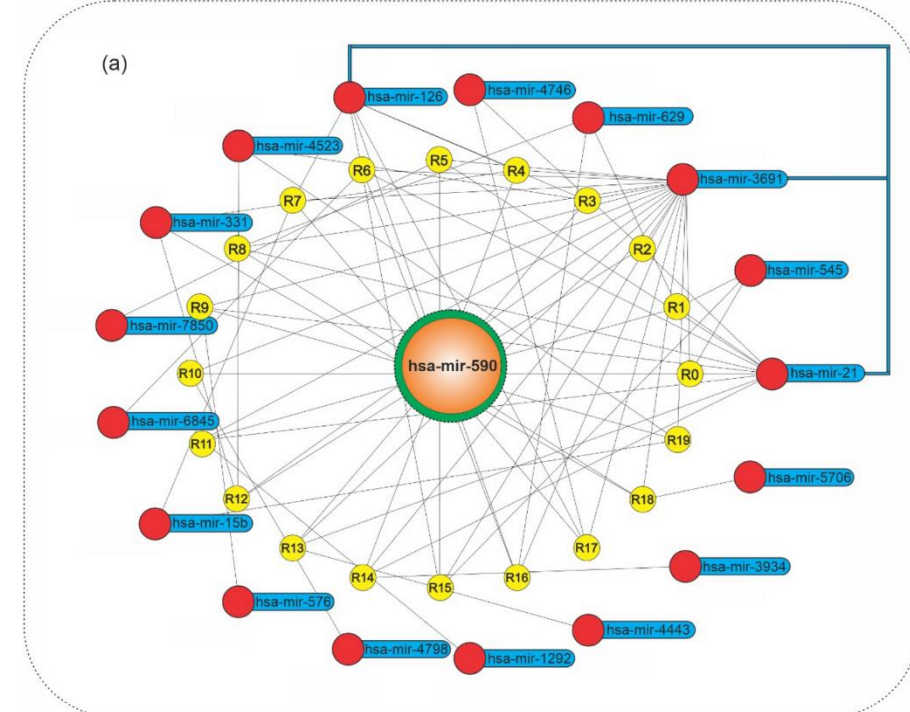 (a)
hsa-mir-126
hsa-mir-4746
hsa-mir-629
hsa-mir-4523
hsa-mir-3691
hsa-mir-331
hsa-mir-545
hsa-mir-7850
hsa-mir-21
hsa-mir-6845
hsa-mir-5706
hsa-mir-15b
hsa-mir-3934
hsa-mir-576
hsa-mir-4443
hsa-mir-4798
hsa-mir-1292
R5
R6
R4
R7
R3
R8
R2
R9
R1
R10
R0
R11
R19
R12
R18
R13
R17
R14
R16
R15
hsa-mir-590